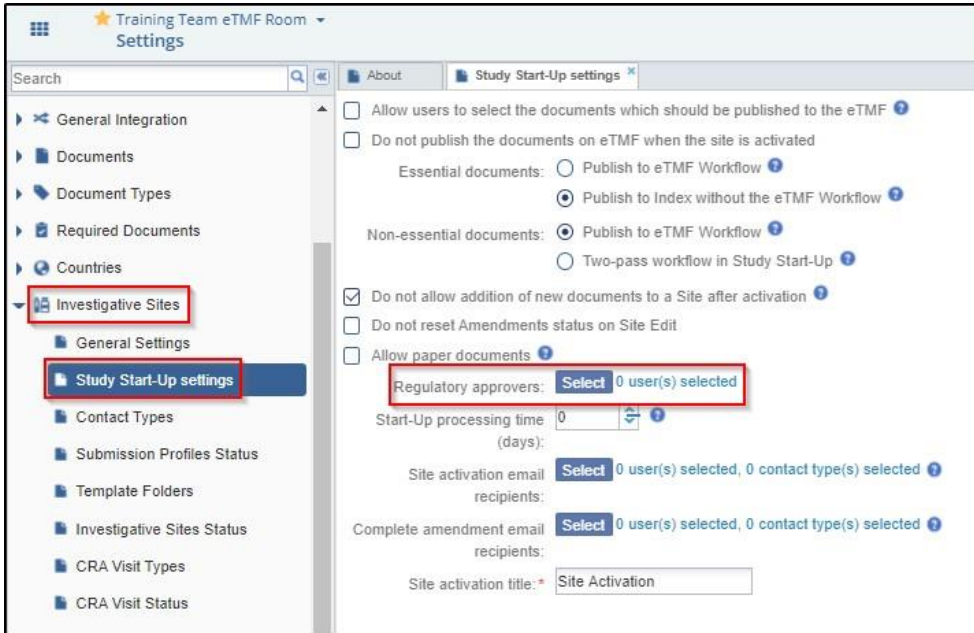 Training Team eTMF Room
Settings
Search
General Integration
Documents
Document Types
Required Documents
Countries
Investigative Sites
General Settings
Study Start-Up settings
Contact Types
Submission Profiles Status
Template Folders
Investigative Sites Status
CRA Visit Types
CRA Visit Status
About
Study Start-Up settings
Allow users to select the documents which should be published to the eTMF
Do not publish the documents on eTMF when the site is activated
Essential documents: Publish to eTMF Workflow
Publish to Index without the eTMF Workflow
Non-essential documents: Publish to eTMF Workflow
Two-pass workflow in Study Start-Up
Do not allow addition of new documents to a Site after activation
Do not reset Amendments status on Site Edit
Allow paper documents
Regulatory approvers: Select 0 user(s) selected
Start-Up processing time 0
(days):
Site activation email Select 0 user(s) selected, 0 contact type(s) selected
recipients:
Complete amendment email Select 0 user(s) selected, 0 contact type(s) selected
recipients:
Site activation title:* Site Activation